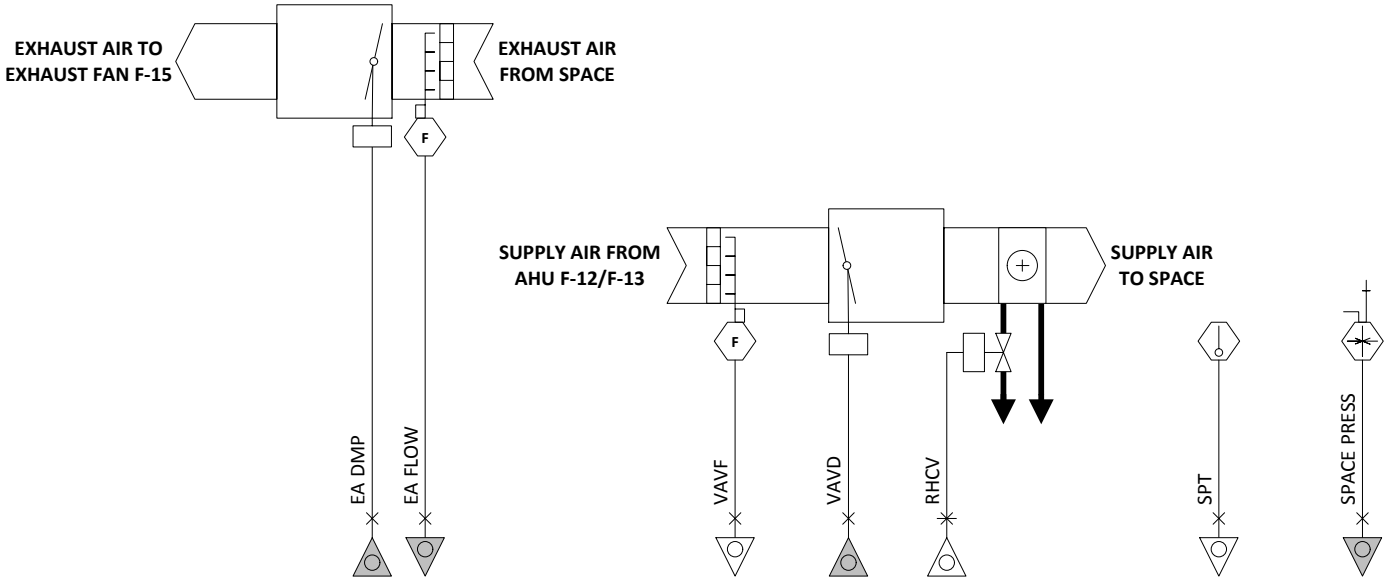 EXHAUST AIR TO
EXHAUST FAN F-15
EXHAUST AIR
FROM SPACE
F
SUPPLY AIR FROM
AHU F-12/F-13
SUPPLY AIR
TO SPACE
F
EA DMP
EA FLOW
VAVF
VAVD
RHCV
SPT
SPACE PRESS